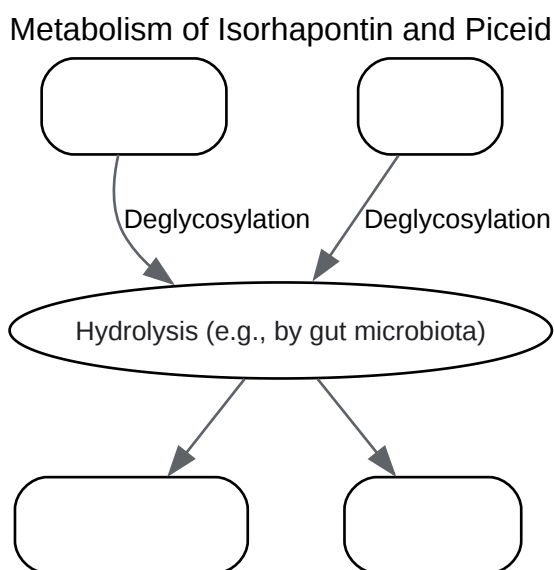 Metabolism of Isorhapontin and Piceid
Deglycosylation
Deglycosylation
Hydrolysis (e.g., by gut microbiota)